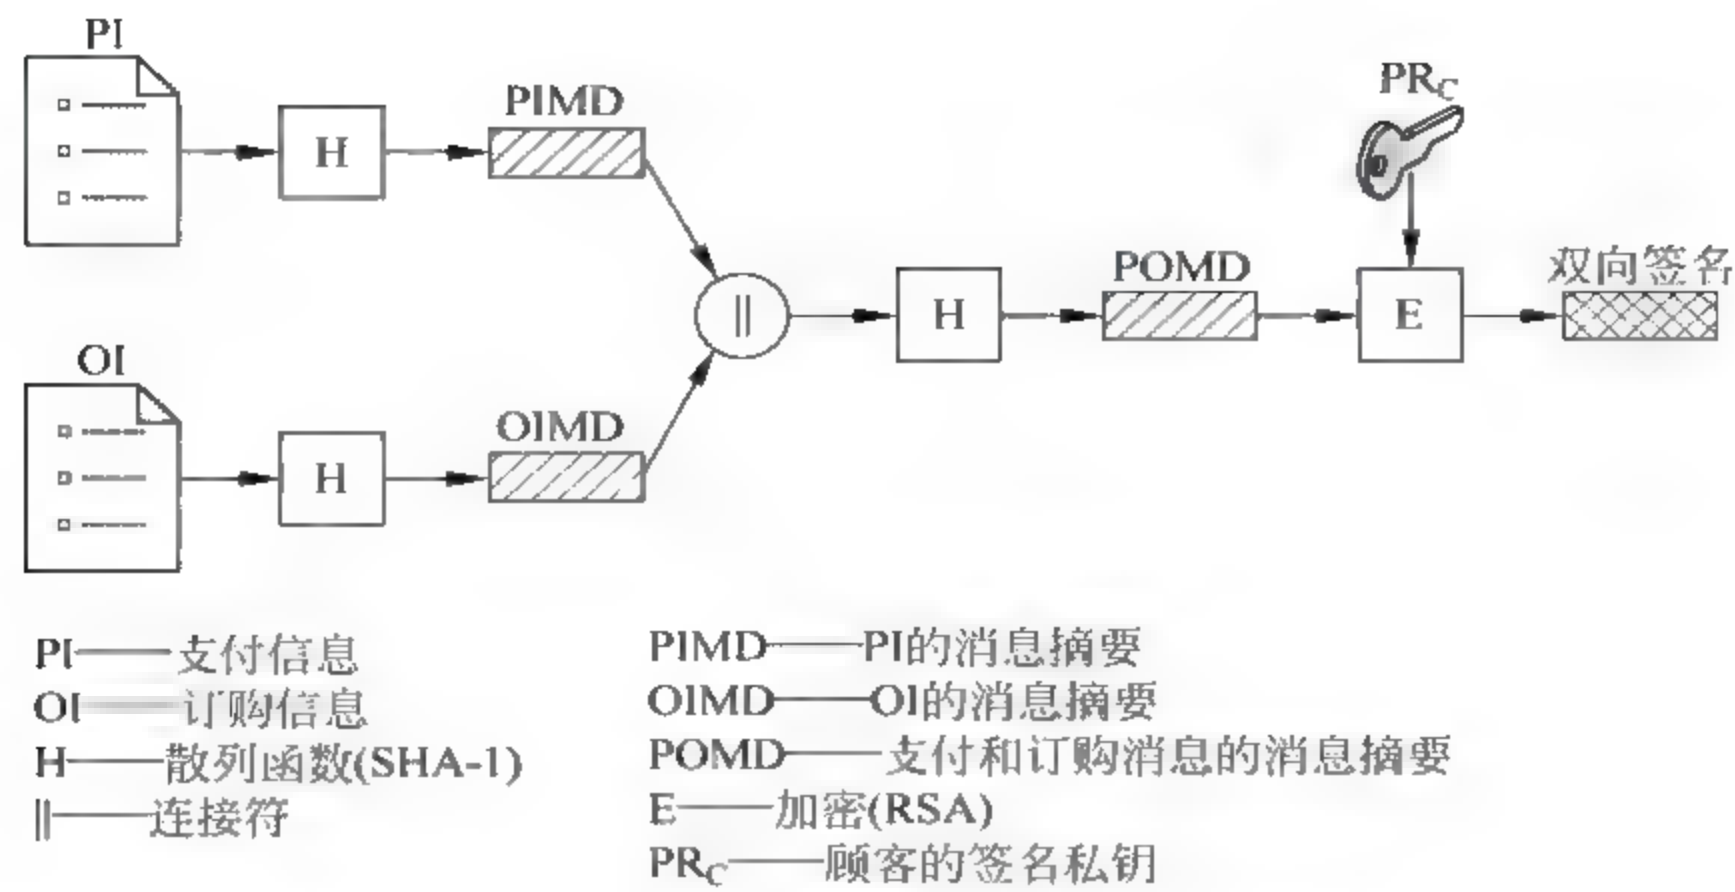 PI
H
PIMD
PR_C
OI
H
OIMD
||
H
POMD
E
双向签名
PI——支付信息
OI——订购信息
H——散列函数(SHA-1)
||——连接符
PIMD——PI的消息摘要
OIMD——OI的消息摘要
POMD——支付和订购消息的消息摘要
E——加密(RSA)
PR_C——顾客的签名私钥